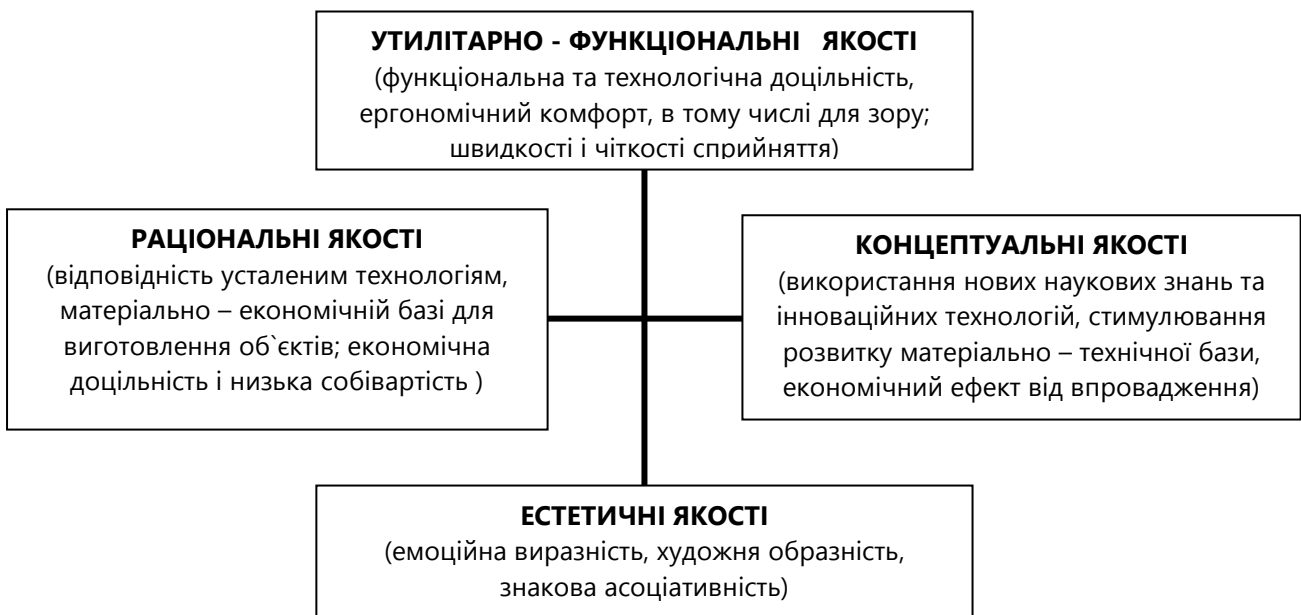 УТИЛІТАРНО - ФУНКЦІОНАЛЬНІ ЯКОСТІ
(функціональна та технологічна доцільність,
ергономічний комфорт, в тому числі для зору;
швидкості і чіткості сприйняття)
РАЦІОНАЛЬНІ ЯКОСТІ
(відповідність усталеним технологіям,
матеріально – економічній базі для
виготовлення об`єктів; економічна
доцільність і низька собівартість )
КОНЦЕПТУАЛЬНІ ЯКОСТІ
(використання нових наукових знань та
інноваційних технологій, стимулювання
розвитку матеріально – технічної бази,
економічний ефект від впровадження)
ЕСТЕТИЧНІ ЯКОСТІ
(емоційна виразність, художня образність,
знакова асоціативність)